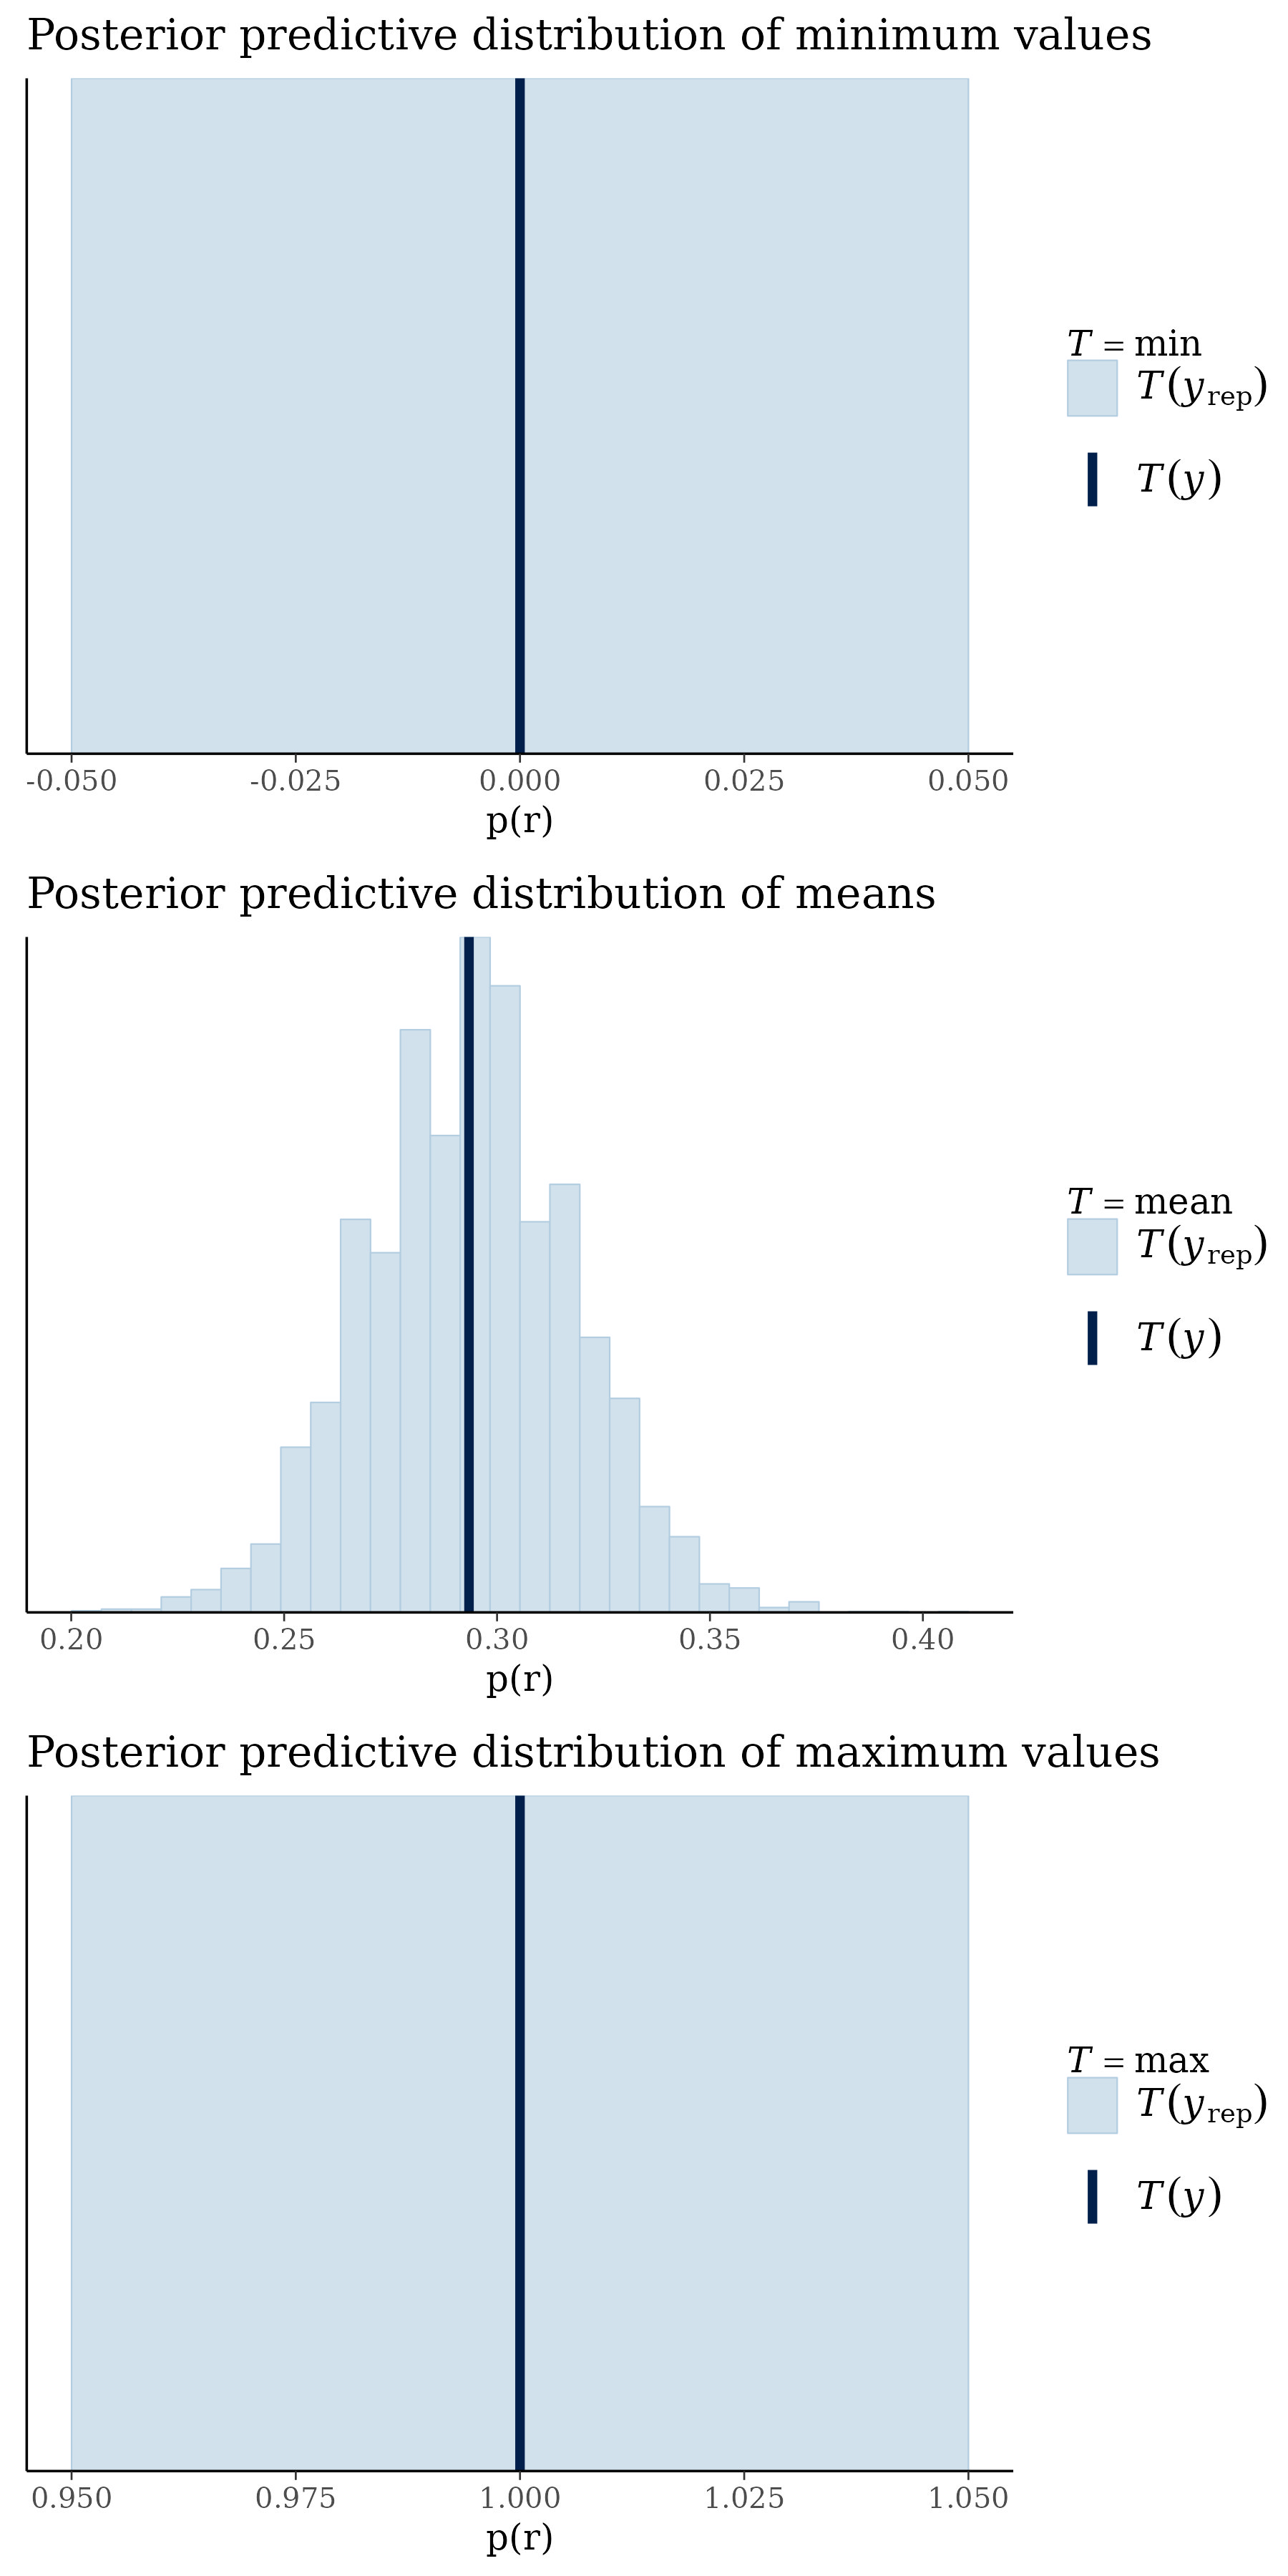 Posterior predictive distribution of minimum values
T = min
T(yrep)
T(y)
-0.050 -0.025 0.000 0.025 0.050
p(r)
Posterior predictive distribution of means
T = mean
T(yrep)
T(y)
0.20 0.25 0.30 0.35 0.40
p(r)
Posterior predictive distribution of maximum values
T = max
T(yrep)
T(y)
0.950 0.975 1.000 1.025 1.050
p(r)